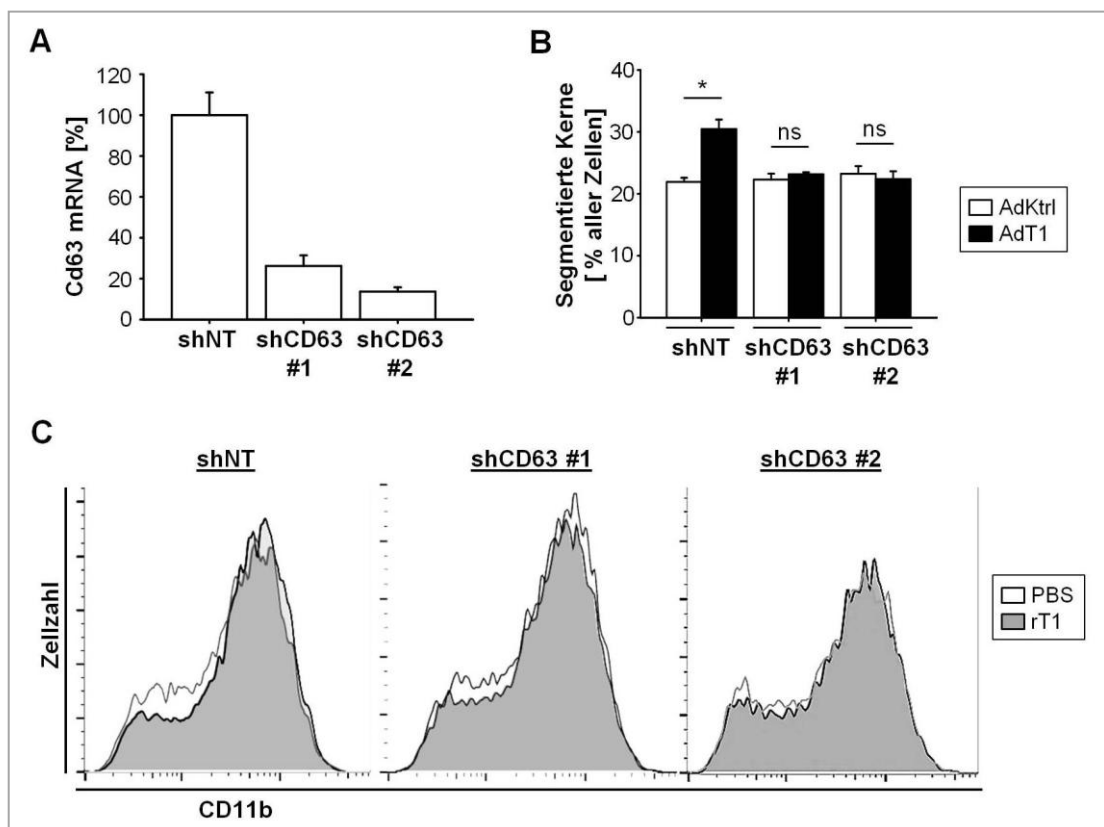 A
Cd63 mRNA [%]
120
100
80
60
40
20
0
shNT
shCD63
#1
shCD63
#2
B
Segmentierte Kerne
[ % aller Zellen]
40
30
20
10
0
*
ns
ns
shNT
shCD63
#1
shCD63
#2
AdKtrl
AdT1
C
shNT
shCD63 #1
shCD63 #2
Zellzahl
CD11b
PBS
rT1